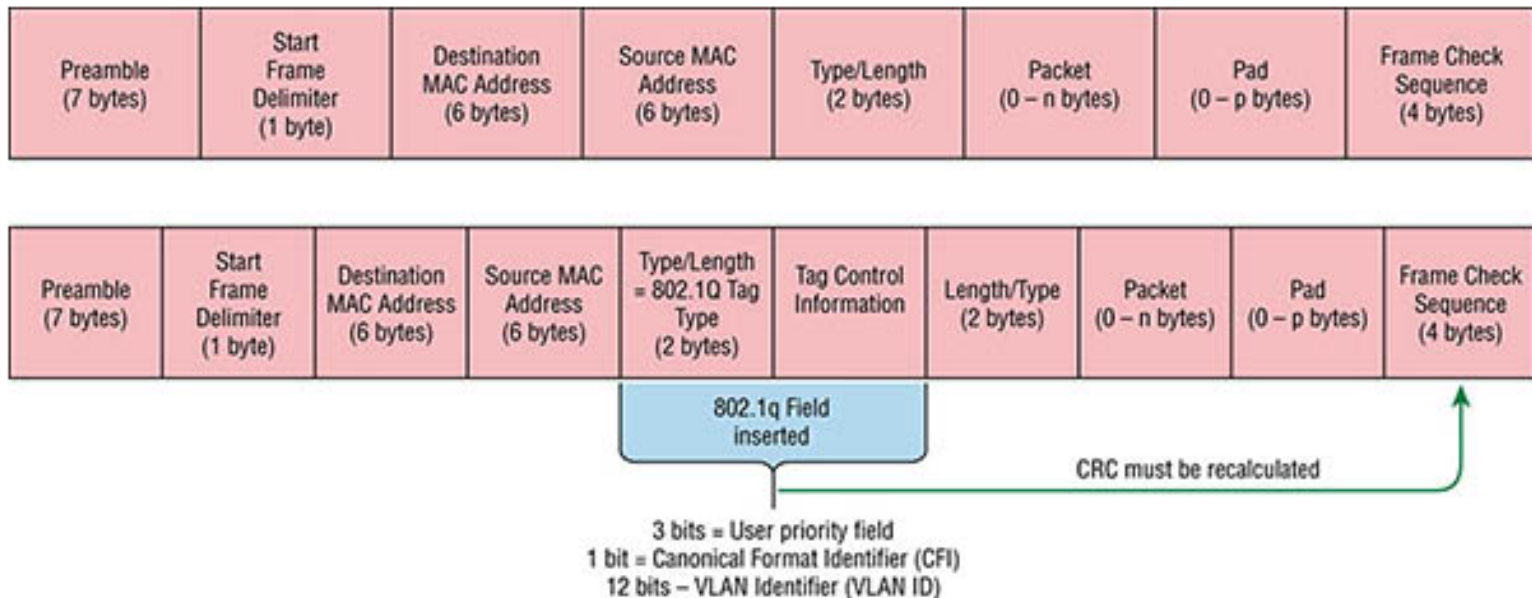 Preamble
(7 bytes)
Start
Frame
Delimiter
(1 byte)
Destination
MAC Address
(6 bytes)
Source MAC
Address
(6 bytes)
Type/Length
(2 bytes)
Packet
(0 – n bytes)
Pad
(0 – p bytes)
Frame Check
Sequence
(4 bytes)
Preamble
(7 bytes)
Start
Frame
Delimiter
(1 byte)
Destination
MAC Address
(6 bytes)
Source MAC
Address
(6 bytes)
Type/Length
= 802.1Q Tag
Type
(2 bytes)
Tag Control
Information
Length/Type
(2 bytes)
Packet
(0 – n bytes)
Pad
(0 – p bytes)
Frame Check
Sequence
(4 bytes)
802.1q Field
inserted
CRC must be recalculated
3 bits = User priority field
1 bit = Canonical Format Identifier (CFI)
12 bits – VLAN Identifier (VLAN ID)